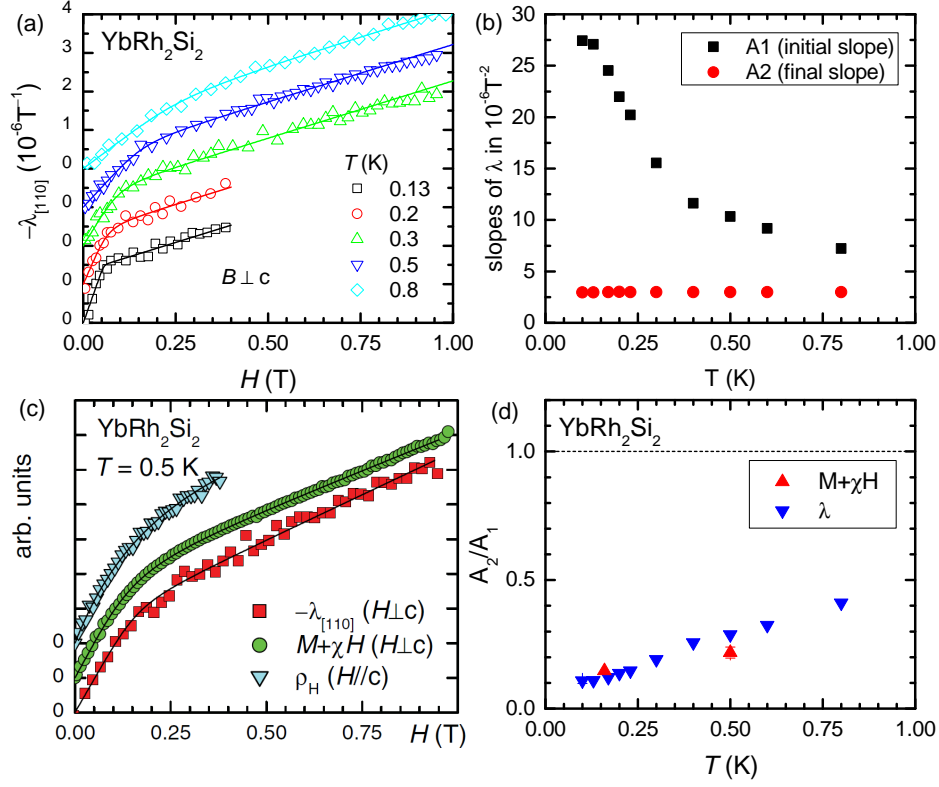 (a)
YbRh2Si2
−λ[110] (10-6T−1)
4
3
2
1
0
0
0
0
0
T (K)
0.13
0.2
0.3
0.5
0.8
B⊥c
0.00 0.25 0.50 0.75 1.00
H (T)
(b)
slopes of λ in 10-6T-2
30
25
20
15
10
5
0
A1 (initial slope)
A2 (final slope)
0.00 0.25 0.50 0.75 1.00
T (K)
(c)
YbRh2Si2
T = 0.5 K
arb. units
0
0
0
−λ[110] (H⊥c)
M+χH (H⊥c)
ρH (H//c)
0.00 0.25 0.50 0.75 H (T)
(d)
YbRh2Si2
A2/A1
1.0
0.5
0.0
M+χH
λ
0.00 0.25 0.50 0.75 1.00
T (K)